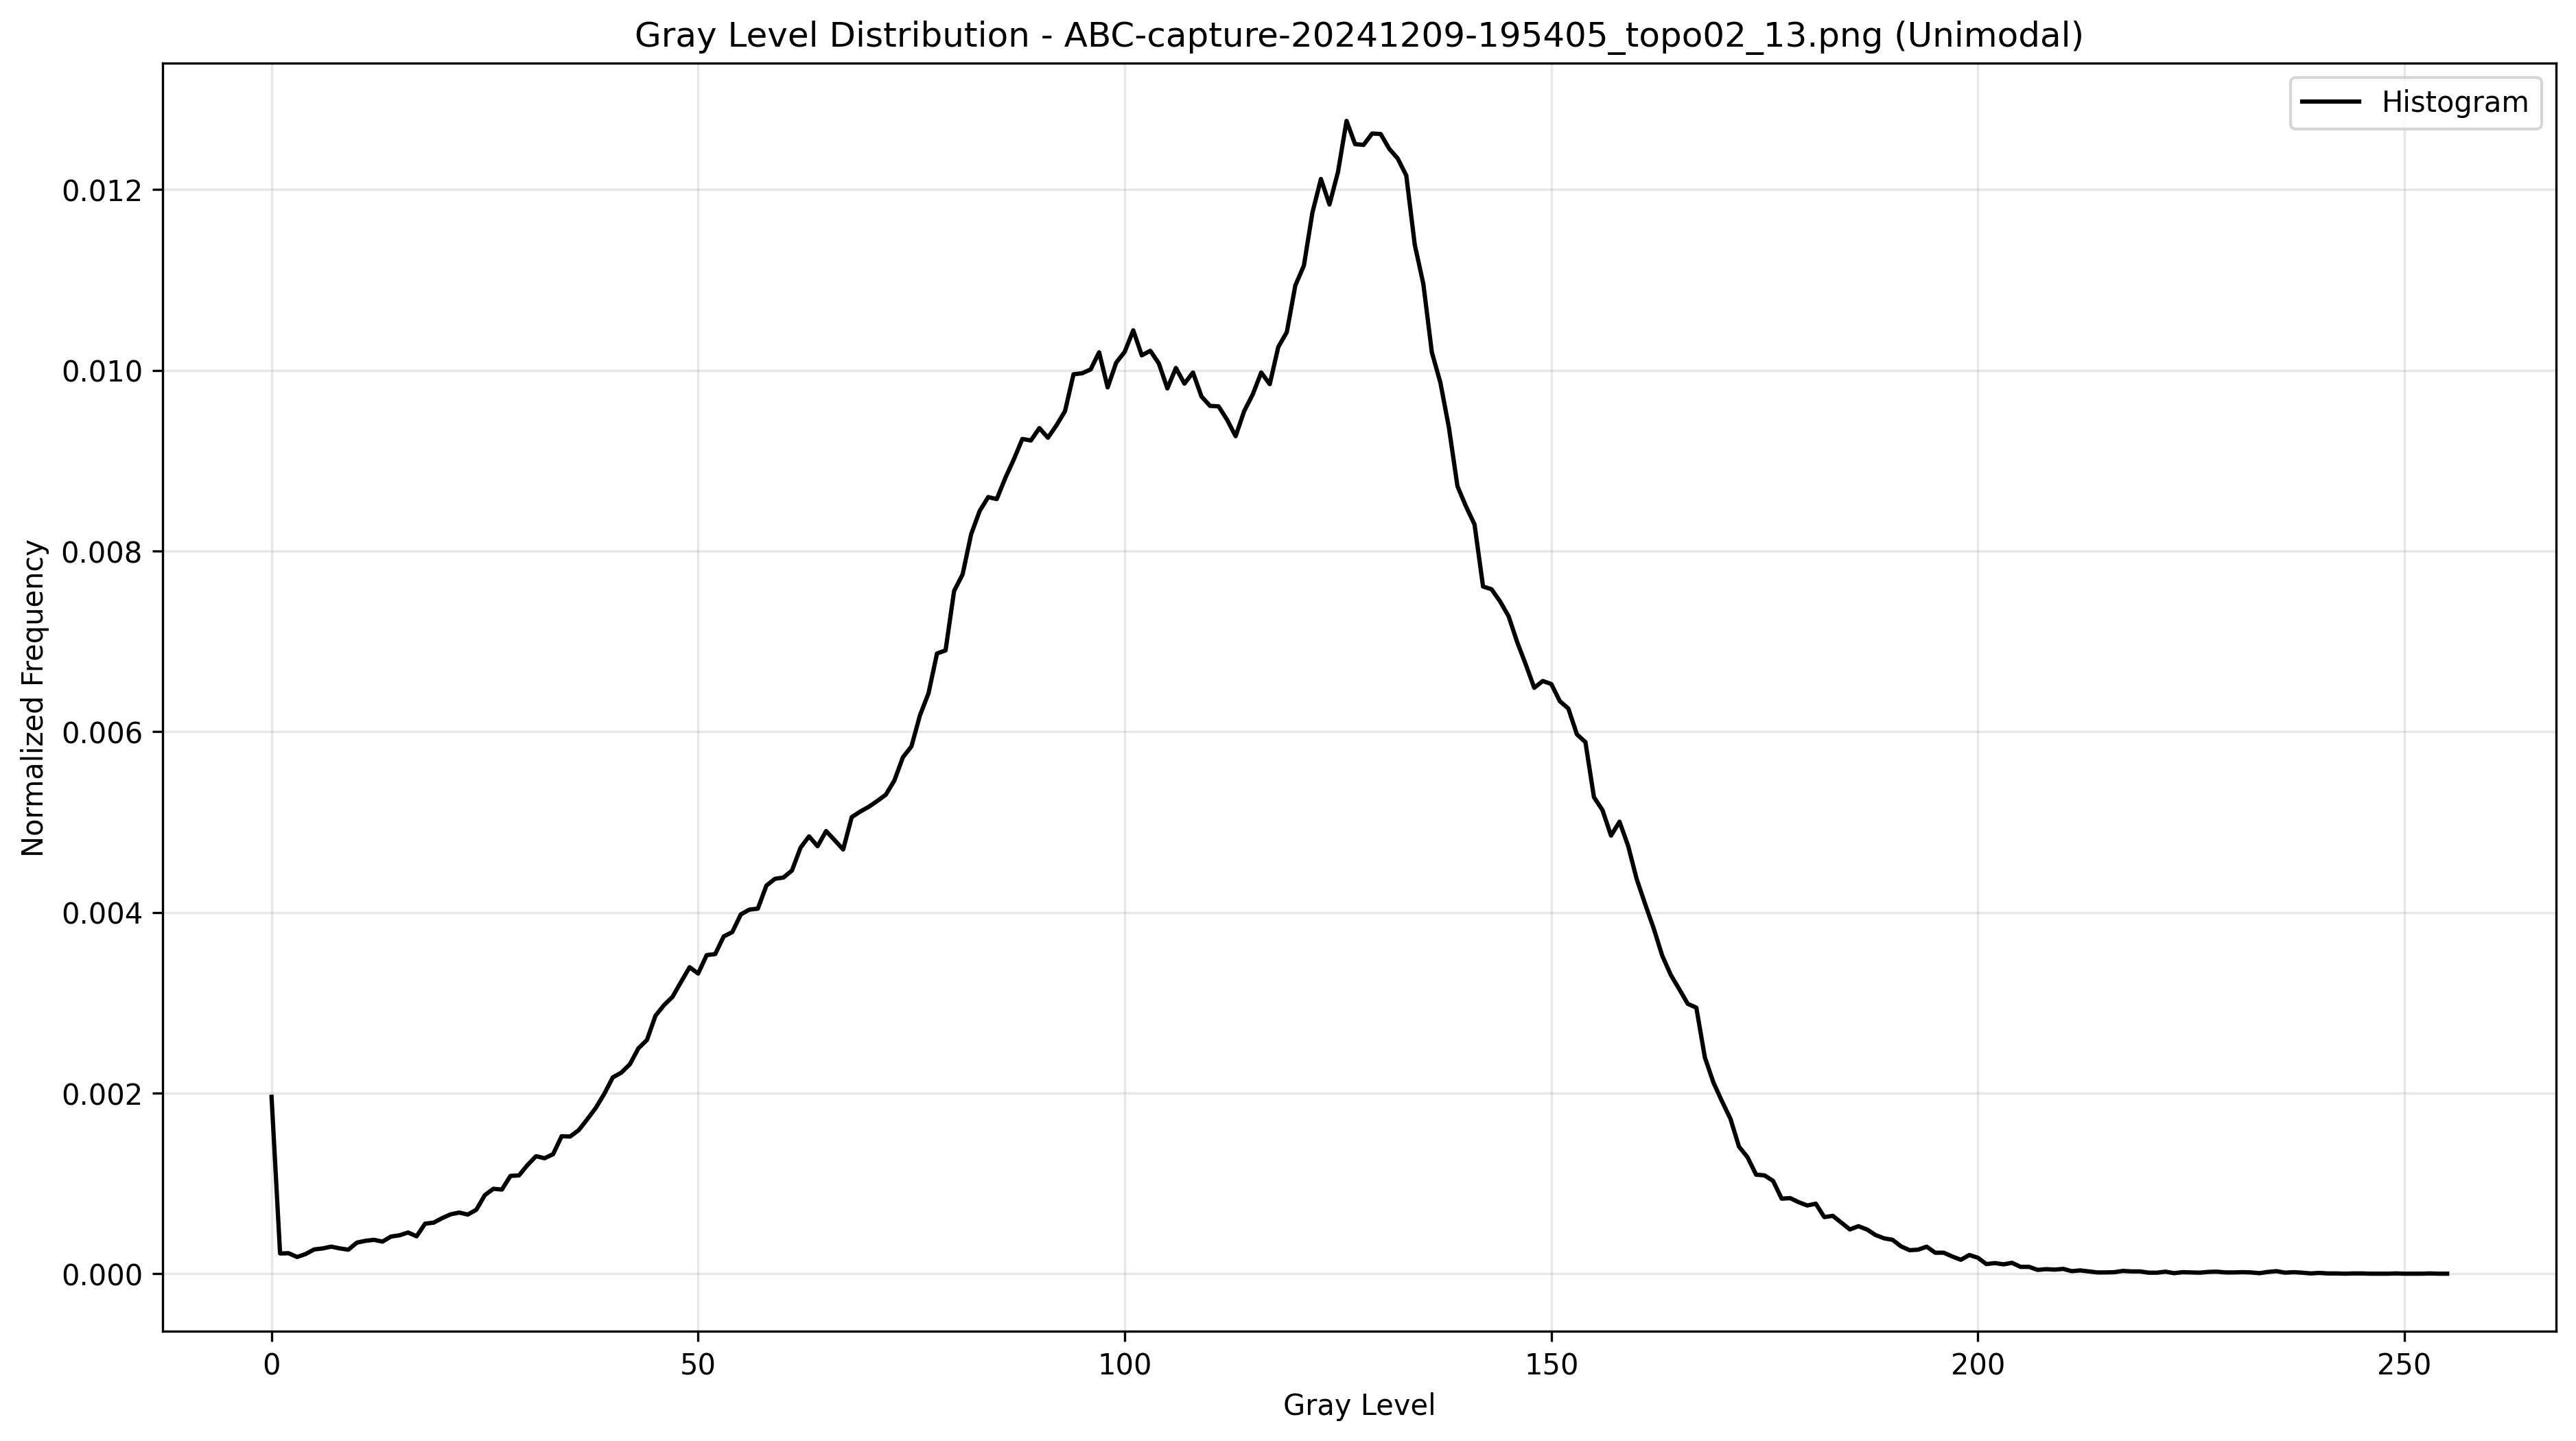 Gray Level Distribution - ABC-capture-20241209-195405_topo02_13.png (Unimodal)
Histogram
Normalized Frequency
0.012
0.010
0.008
0.006
0.004
0.002
0.000
0 50 100 150 200 250
Gray Level